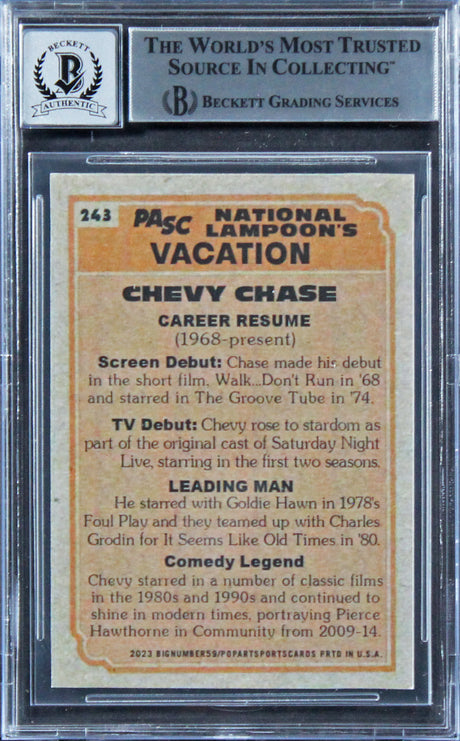 BECKETT
B
AUTHENTIC
THE WORLD'S MOST TRUSTED
SOURCE IN COLLECTING™
B BECKETT GRADING SERVICES
243 PASC NATIONAL
LAMPOON'S
VACATION
CHEVY CHASE
CAREER RESUME
(1968-present)
Screen Debut: Chase made his debut
in the short film, Walk...Don't Run in '68
and starred in The Groove Tube in '74.
TV Debut: Chevy rose to stardom as
part of the original cast of Saturday Night
Live, starring in the first two seasons.
LEADING MAN
He starred with Goldie Hawn in 1978's
Foul Play and they teamed up with Charles
Grodin for It Seems Like Old Times in '80.
Comedy Legend
Chevy starred in a number of classic films
in the 1980s and 1990s and continued to
shine in modern times, portraying Pierce
Hawthorne in Community from 2009-14.
2023 BIGNUMBER59/POPARTSPORTSCARDS PRTD IN U.S.A.